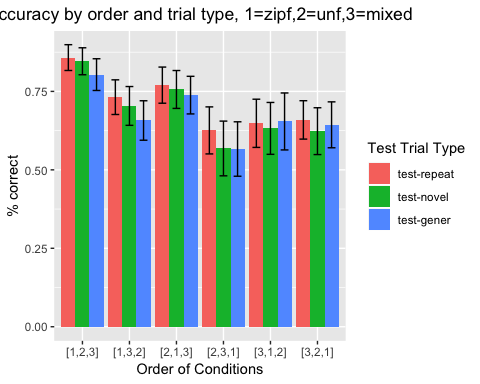 ccuracy by order and trial type, 1=zipf,2=unf,3=mixed
% correct
0.75
0.50
0.25
0.00
[1,2,3] [1,3,2] [2,1,3] [2,3,1] [3,1,2] [3,2,1]
Order of Conditions
Test Trial Type
test-repeat
test-novel
test-gener